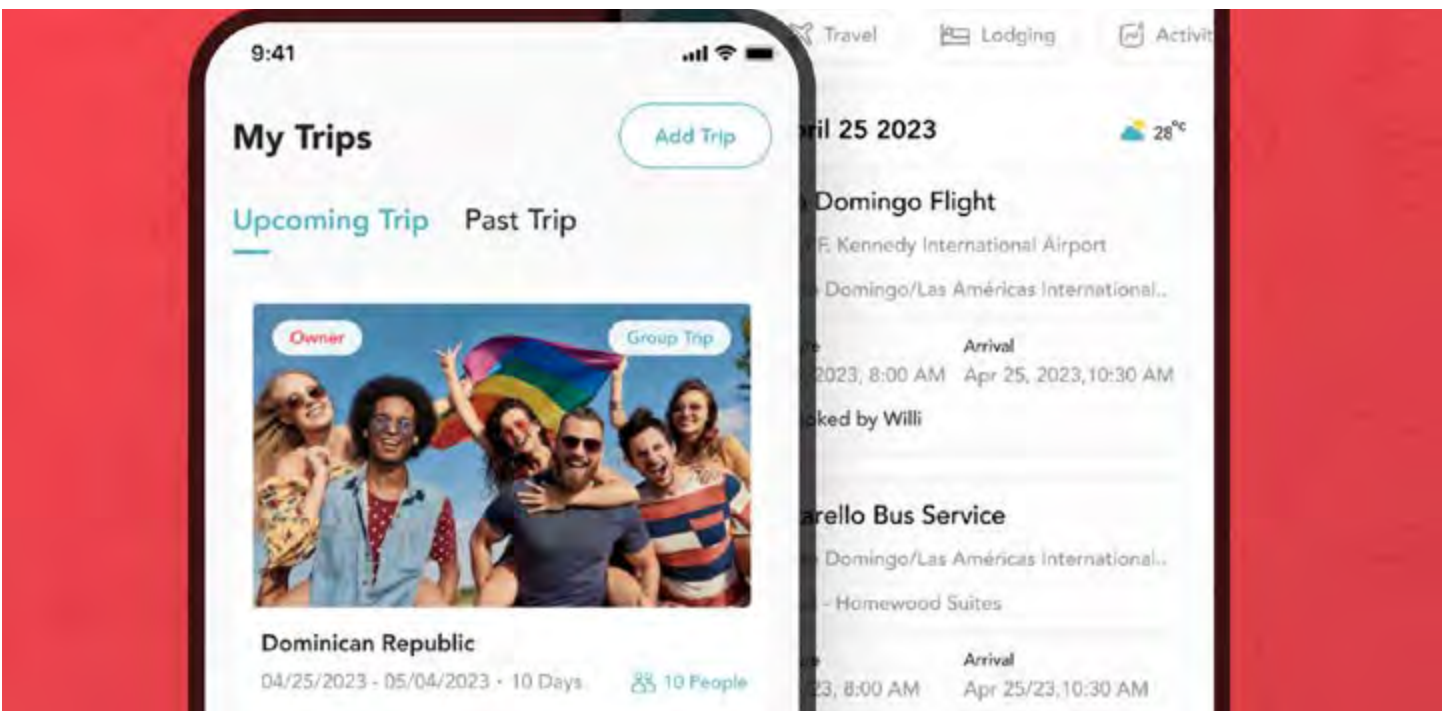 9:41
My Trips
Add Trip
Upcoming Trip
Past Trip
Owner
Group Trip
Dominican Republic
04/25/2023 - 05/04/2023 • 10 Days
10 People
Travel
Lodging
Activit
ril 25 2023
28°c
Domingo Flight
F. Kennedy International Airport
Domingo/Las Américas International..
Arrival
2023, 8:00 AM
Apr 25, 2023,10:30 AM
oked by Willi
arello Bus Service
Domingo/Las Américas International..
- Homewood Suites
Arrival
23, 8:00 AM
Apr 25/23,10:30 AM